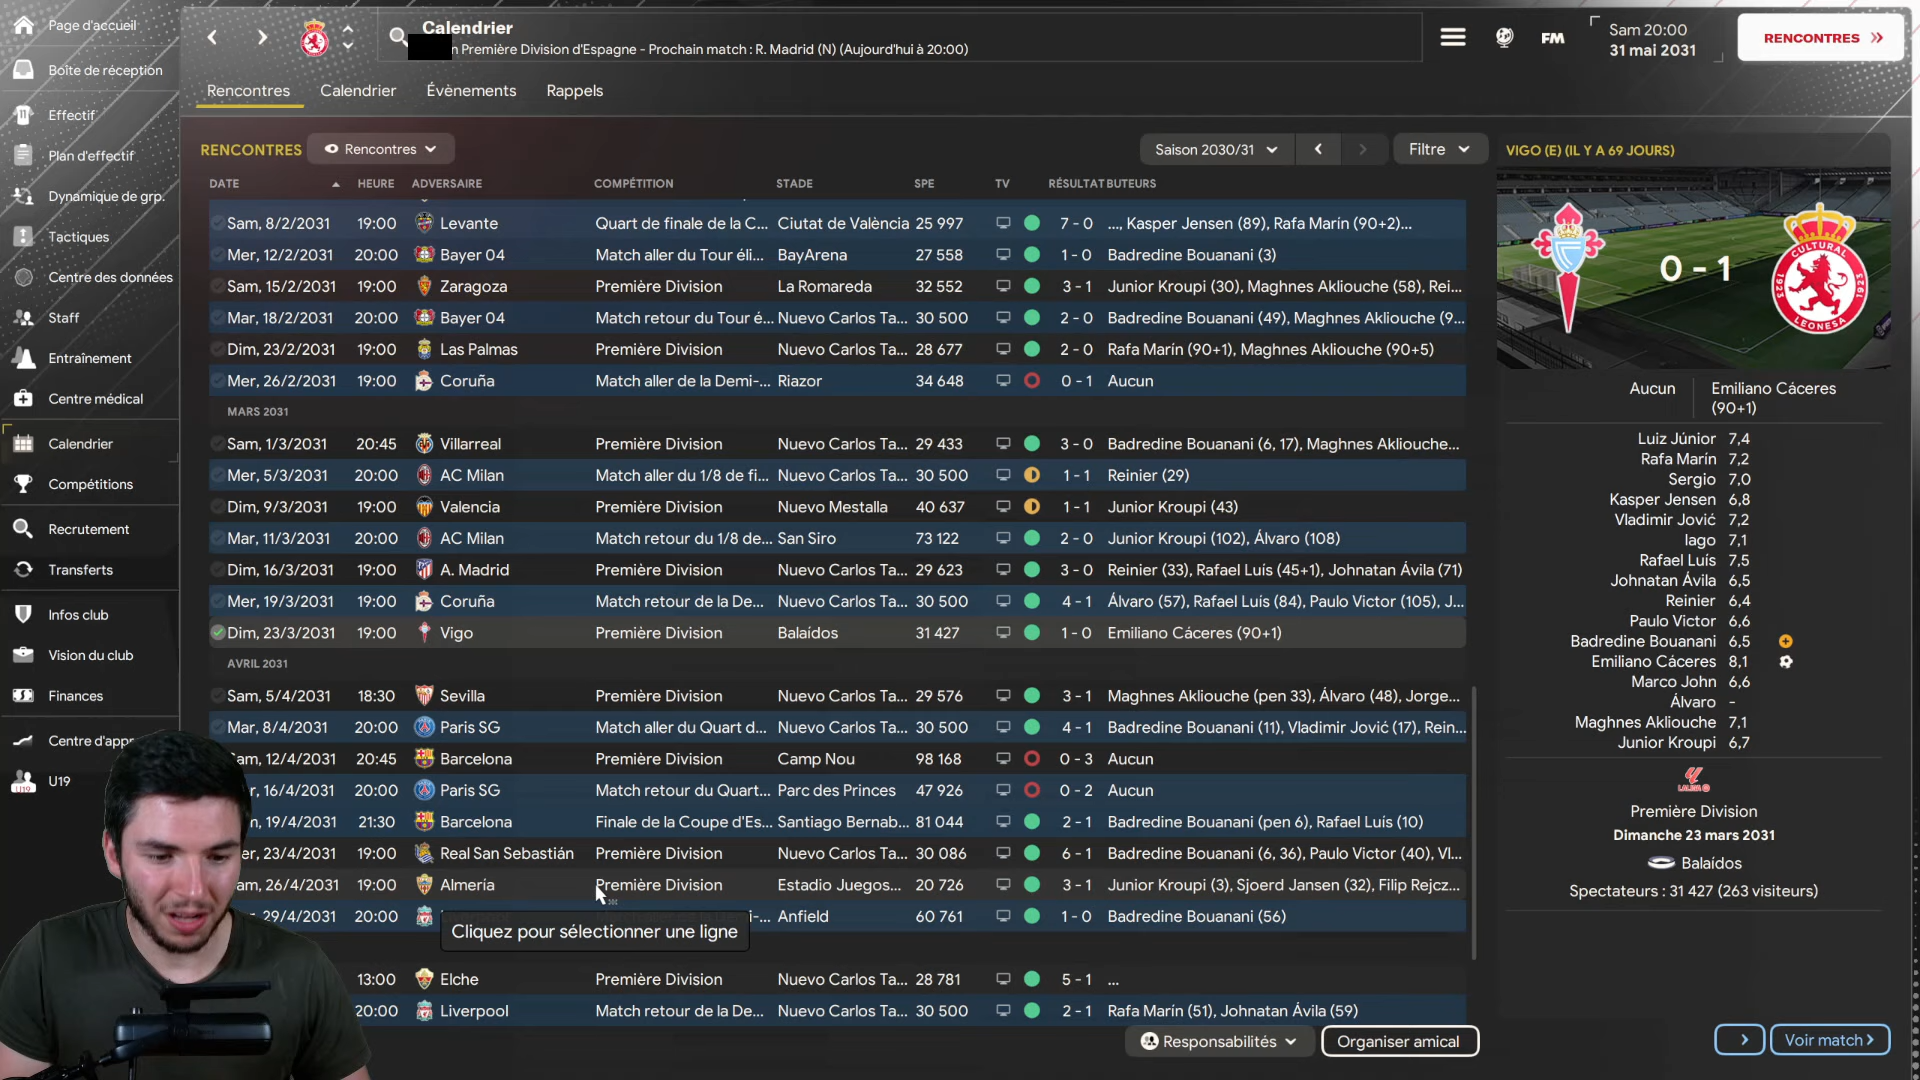 Page d'accueil
Boîte de réception
Effectif
Plan d'effectif
Dynamique de grp.
Tactiques
Centre des données
Staff
Entraînement
Centre médical
Calendrier
Compétitions
Recrutement
Transferts
Infos club
Vision du club
Finances
Centre d'appr
U19
Calendrier
n Première Division d'Espagne - Prochain match : R. Madrid (N) (Aujourd'hui à 20:00)
FM
Sam 20:00
31 mai 2031
RENCONTRES
Rencontres Calendrier Évènements Rappels
RENCONTRES Rencontres Saison 2030/31 Filtre
DATE HEURE ADVERSAIRE COMPÉTITION STADE SPE TV RÉSULTAT BUTEURS
Sam, 8/2/2031 19:00 Levante Quart de finale de la C... Ciutat de València 25 997 7 - 0 ..., Kasper Jensen (89), Rafa Marín (90+2)...
Mer, 12/2/2031 20:00 Bayer 04 Match aller du Tour éli... BayArena 27 558 1 - 0 Badredine Bouanani (3)
Sam, 15/2/2031 19:00 Zaragoza Première Division La Romareda 32 552 3 - 1 Junior Kroupi (30), Maghnes Akliouche (58), Rei...
Mar, 18/2/2031 20:00 Bayer 04 Match retour du Tour é... Nuevo Carlos Ta... 30 500 2 - 0 Badredine Bouanani (49), Maghnes Akliouche (9...
Dim, 23/2/2031 19:00 Las Palmas Première Division Nuevo Carlos Ta... 28 677 2 - 0 Rafa Marín (90+1), Maghnes Akliouche (90+5)
Mer, 26/2/2031 19:00 Coruña Match aller de la Demi-... Riazor 34 648 0 - 1 Aucun
MARS 2031
Sam, 1/3/2031 20:45 Villarreal Première Division Nuevo Carlos Ta... 29 433 3 - 0 Badredine Bouanani (6, 17), Maghnes Akliouche...
Mer, 5/3/2031 20:00 AC Milan Match aller du 1/8 de fi... Nuevo Carlos Ta... 30 500 1 - 1 Reinier (29)
Dim, 9/3/2031 19:00 Valencia Première Division Nuevo Mestalla 40 637 1 - 1 Junior Kroupi (43)
Mar, 11/3/2031 20:00 AC Milan Match retour du 1/8 de... San Siro 73 122 2 - 0 Junior Kroupi (102), Álvaro (108)
Dim, 16/3/2031 19:00 A. Madrid Première Division Nuevo Carlos Ta... 29 623 3 - 0 Reinier (33), Rafael Luís (45+1), Johnatan Ávila (71)
Mer, 19/3/2031 19:00 Coruña Match retour de la De... Nuevo Carlos Ta... 30 500 4 - 1 Álvaro (57), Rafael Luís (84), Paulo Victor (105), J...
Dim, 23/3/2031 19:00 Vigo Première Division Balaídos 31 427 1 - 0 Emiliano Cáceres (90+1)
AVRIL 2031
Sam, 5/4/2031 18:30 Sevilla Première Division Nuevo Carlos Ta... 29 576 3 - 1 Maghnes Akliouche (pen 33), Álvaro (48), Jorge...
Mar, 8/4/2031 20:00 Paris SG Match aller du Quart d... Nuevo Carlos Ta... 30 500 4 - 1 Badredine Bouanani (11), Vladimir Jović (17), Rein...
am, 12/4/2031 20:45 Barcelona Première Division Camp Nou 98 168 0 - 3 Aucun
r, 16/4/2031 20:00 Paris SG Match retour du Quart... Parc des Princes 47 926 0 - 2 Aucun
n, 19/4/2031 21:30 Barcelona Finale de la Coupe d'Es... Santiago Bernab... 81 044 2 - 1 Badredine Bouanani (pen 6), Rafael Luís (10)
er, 23/4/2031 19:00 Real San Sebastián Première Division Nuevo Carlos Ta... 30 086 6 - 1 Badredine Bouanani (6, 36), Paulo Victor (40), Vl...
am, 26/4/2031 19:00 Almería Première Division Estadio Juegos... 20 726 3 - 1 Junior Kroupi (3), Sjoerd Jansen (32), Filip Rejcz...
, 29/4/2031 20:00 i-... Anfield 60 761 1 - 0 Badredine Bouanani (56)
Cliquez pour sélectionner une ligne
13:00 Elche Première Division Nuevo Carlos Ta... 28 781 5 - 1 ...
20:00 Liverpool Match retour de la De... Nuevo Carlos Ta... 30 500 2 - 1 Rafa Marín (51), Johnatan Ávila (59)
Responsabilités Organiser amical
VIGO (E) (IL Y A 69 JOURS)
0 - 1
CULTURAL
1923 1923
LEONESA
Aucun Emiliano Cáceres
(90+1)
Luiz Júnior 7,4
Rafa Marín 7,2
Sergio 7,0
Kasper Jensen 6,8
Vladimir Jović 7,2
Iago 7,1
Rafael Luís 7,5
Johnatan Ávila 6,5
Reinier 6,4
Paulo Victor 6,6
Badredine Bouanani 6,5
Emiliano Cáceres 8,1
Marco John 6,6
Álvaro -
Maghnes Akliouche 7,1
Junior Kroupi 6,7
LALIGA
Première Division
Dimanche 23 mars 2031
Balaídos
Spectateurs : 31 427 (263 visiteurs)
Voir match